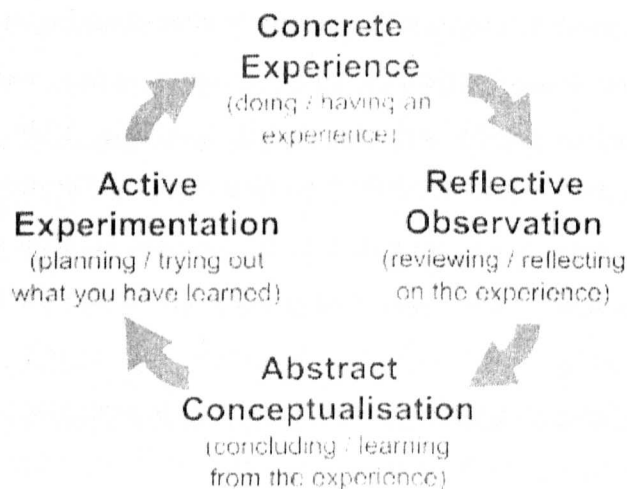 Concrete
Experience
(doing / having an
experience)
Active
Experimentation
(planning / trying out
what you have learned)
Reflective
Observation
(reviewing / reflecting
on the experience)
Abstract
Conceptualisation
(concluding / learning
from the experience)